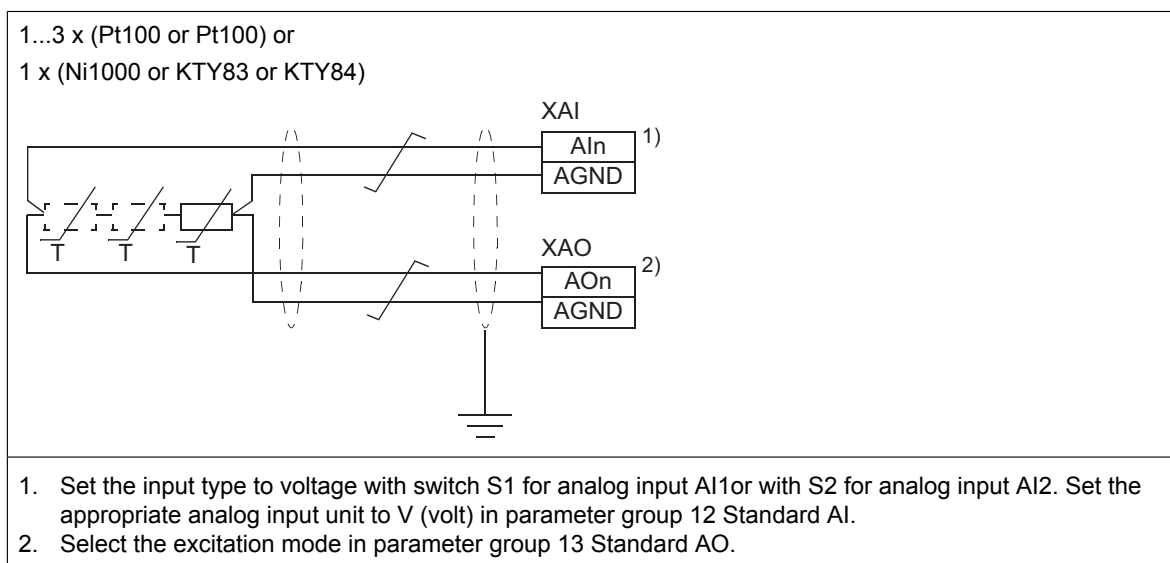 1...3 x (Pt100 or Pt100) or
1 x (Ni1000 or KTY83 or KTY84)
XAI
AIn 1)
AGND
T T T
XAO
AOn 2)
AGND
1. Set the input type to voltage with switch S1 for analog input AI1or with S2 for analog input AI2. Set the
appropriate analog input unit to V (volt) in parameter group 12 Standard AI.
2. Select the excitation mode in parameter group 13 Standard AO.